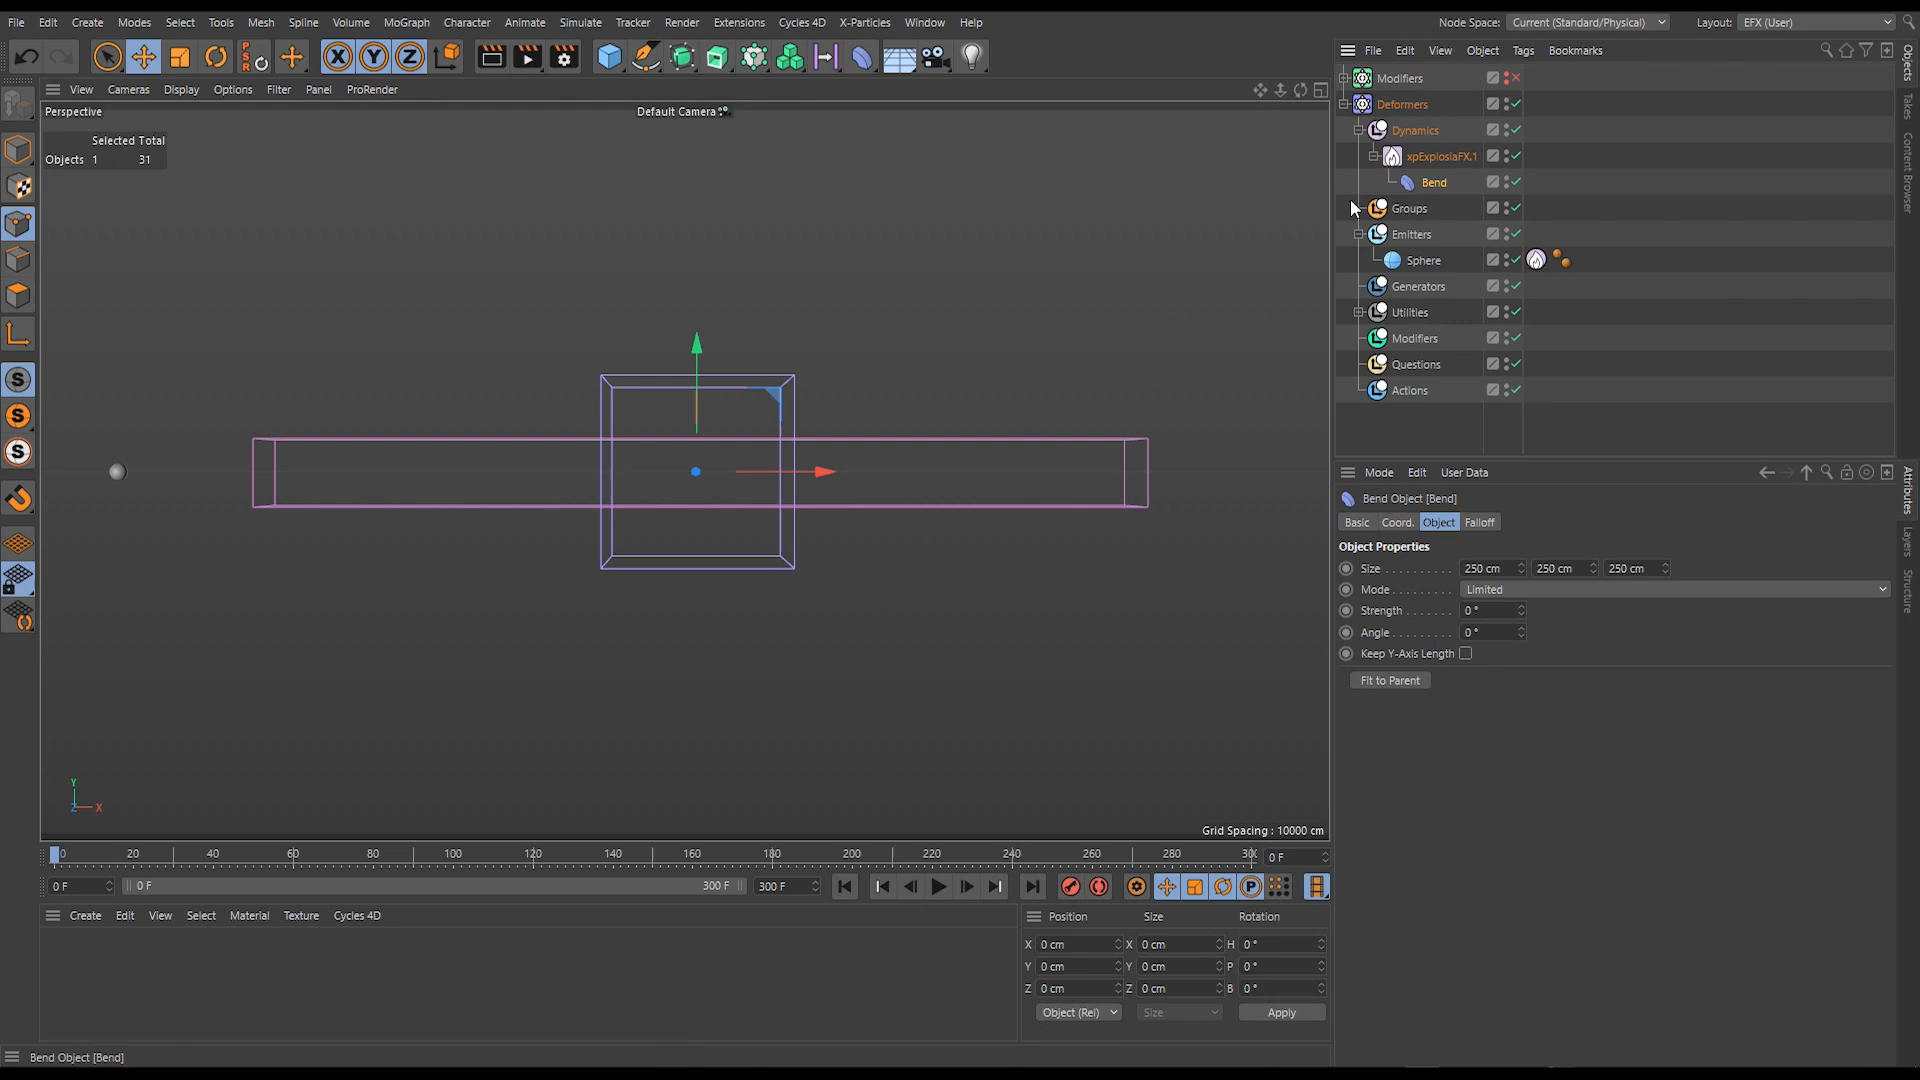 File Edit Create Modes Select Tools Mesh Spline Volume MoGraph Character Animate Simulate Tracker Render Extensions Cycles 4D X-Particles Window Help Node Space: Current (Standard/Physical) Layout: EFX (User)
File Edit View Object Tags Bookmarks
View Cameras Display Options Filter Panel ProRender
Perspective Default Camera
Selected Total
Objects 1 31
Modifiers
Deformers
Dynamics
xpExplosiaFX.1
Bend
Groups
Emitters
Sphere
Generators
Utilities
Modifiers
Questions
Actions
Objects
Takes
Content Browser
Mode Edit User Data
Bend Object [Bend]
Basic Coord. Object Falloff
Object Properties
Size 250 cm 250 cm 250 cm
Mode Limited
Strength 0 °
Angle 0 °
Keep Y-Axis Length
Fit to Parent
Attributes
Layers
Structure
Y
Z X
Grid Spacing : 10000 cm
0 20 40 60 80 100 120 140 160 180 200 220 240 260 280 0 F
0 F 0 F 300 F 300 F
Create Edit View Select Material Texture Cycles 4D
Position Size Rotation
X 0 cm X 0 cm H 0 °
Y 0 cm Y 0 cm P 0 °
Z 0 cm Z 0 cm B 0 °
Object (Rel) Size Apply
Bend Object [Bend]